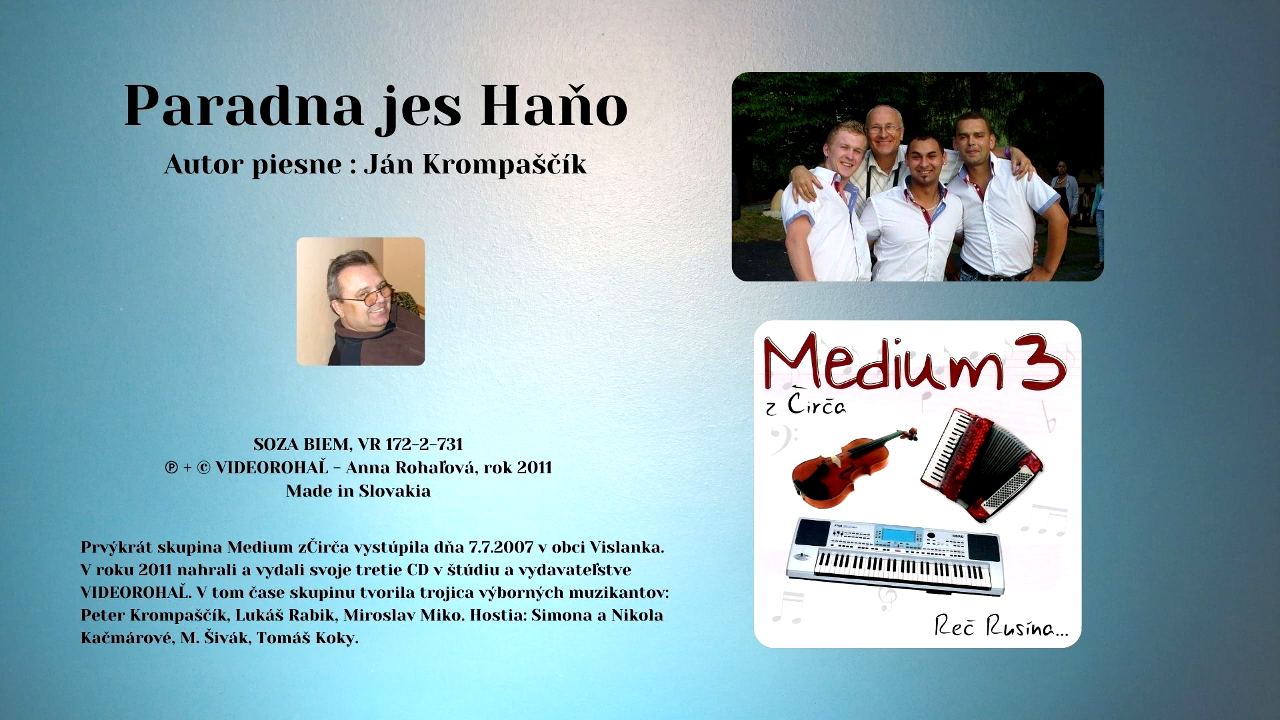 Paradna jes Haňo
Autor piesne : Ján Krompaščík
SOZA BIEM, VR 172-2-731
℗ + © VIDEOROHAĽ - Anna Rohaľová, rok 2011
Made in Slovakia
Prvýkrát skupina Medium zČirča vystúpila dňa 7.7.2007 v obci Vislanka.
V roku 2011 nahrali a vydali svoje tretie CD v štúdiu a vydavateľstve
VIDEOROHAĽ. V tom čase skupinu tvorila trojica výborných muzikantov:
Peter Krompaščík, Lukáš Rabik, Miroslav Miko. Hostia: Simona a Nikola
Kačmárové, M. Šivák, Tomáš Koky.
Medium 3
z Čirča
Reč Rusína...